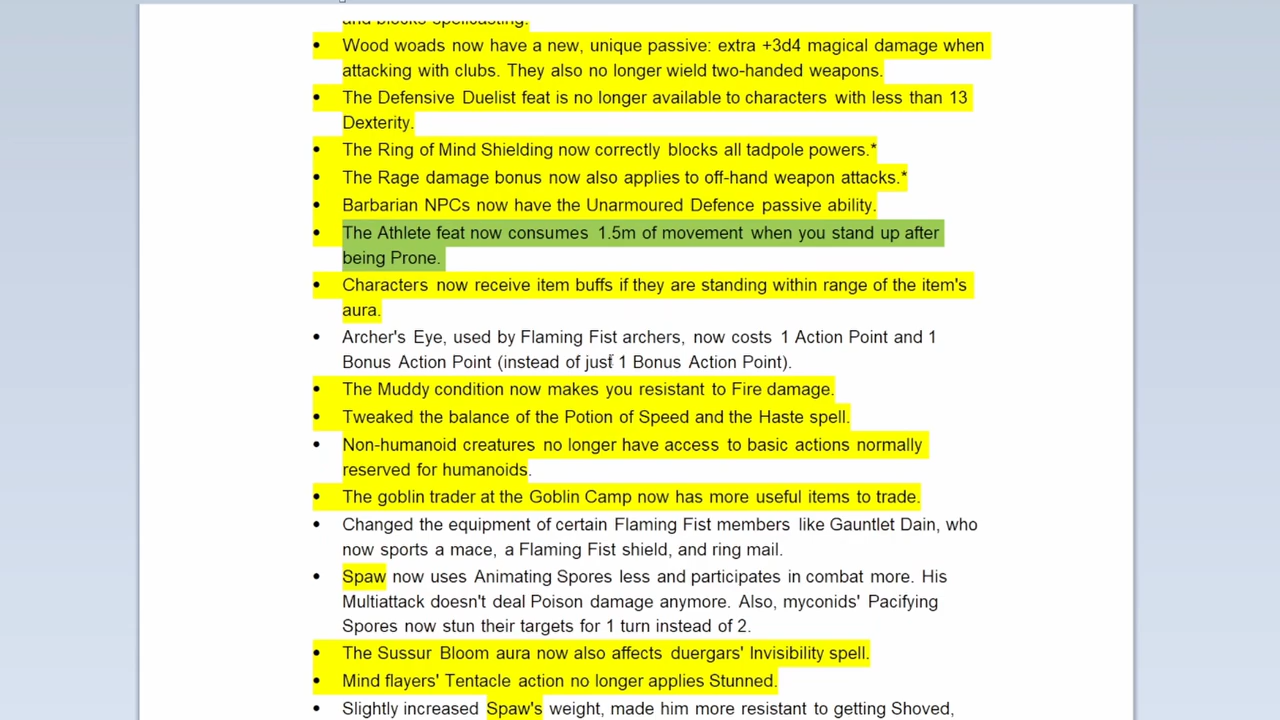 and blocks spellcasting.
• Wood woads now have a new, unique passive: extra +3d4 magical damage when
attacking with clubs. They also no longer wield two-handed weapons.
• The Defensive Duelist feat is no longer available to characters with less than 13
Dexterity.
• The Ring of Mind Shielding now correctly blocks all tadpole powers.*
• The Rage damage bonus now also applies to off-hand weapon attacks.*
• Barbarian NPCs now have the Unarmoured Defence passive ability.
• The Athlete feat now consumes 1.5m of movement when you stand up after
being Prone.
• Characters now receive item buffs if they are standing within range of the item's
aura.
• Archer's Eye, used by Flaming Fist archers, now costs 1 Action Point and 1
Bonus Action Point (instead of just 1 Bonus Action Point).
• The Muddy condition now makes you resistant to Fire damage.
• Tweaked the balance of the Potion of Speed and the Haste spell.
• Non-humanoid creatures no longer have access to basic actions normally
reserved for humanoids.
• The goblin trader at the Goblin Camp now has more useful items to trade.
• Changed the equipment of certain Flaming Fist members like Gauntlet Dain, who
now sports a mace, a Flaming Fist shield, and ring mail.
• Spaw now uses Animating Spores less and participates in combat more. His
Multiattack doesn't deal Poison damage anymore. Also, myconids' Pacifying
Spores now stun their targets for 1 turn instead of 2.
• The Sussur Bloom aura now also affects duergars' Invisibility spell.
• Mind flayers' Tentacle action no longer applies Stunned.
• Slightly increased Spaw's weight, made him more resistant to getting Shoved,